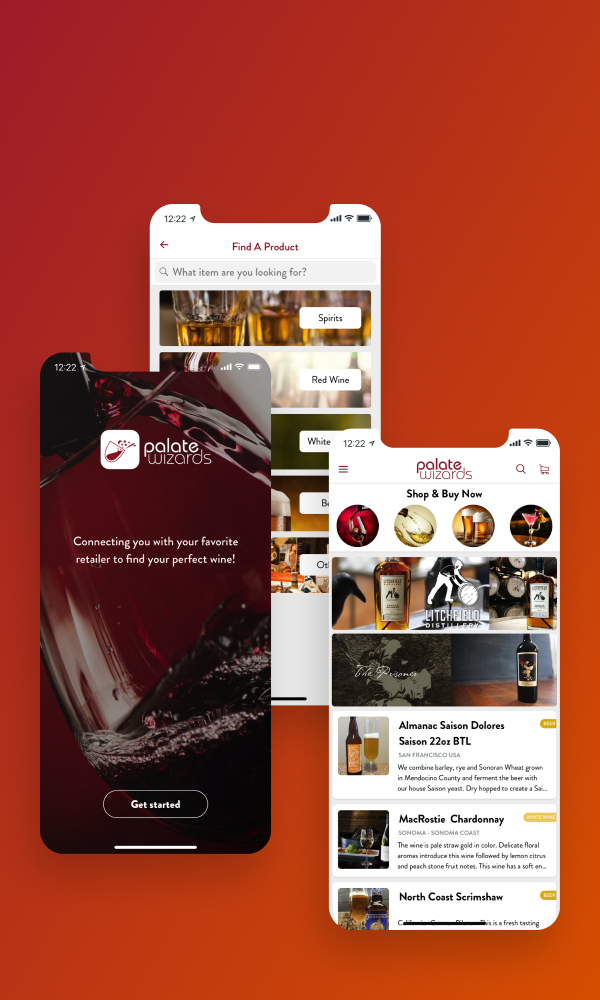 12:22
Find A Product
What item are you looking for?
Spirits
Red Wine
White
12:22
palate
wizards
Connecting you with your favorite
retailer to find your perfect wine!
Get started
12:22
palate
wizards
Shop & Buy Now
LITCHFIELD
DISTILLERY
The Prisoner
Almanac Saison Dolores
Saison 22oz BTL
BEER
SAN FRANCISCO USA
We combine barley, rye and Sonoran Wheat grown
in Mendocino County and ferment the beer with
our house Saison yeast. Dry hopped to create a Sai...
MacRostie Chardonnay
WHITE WINE
SONOMA - SONOMA COAST
The wine is pale straw gold in color. Delicate floral
aromas introduce this wine followed by lemon citrus
and peach stone fruit notes. This wine has a soft en...
North Coast Scrimshaw
BEER
This is a fresh tasting